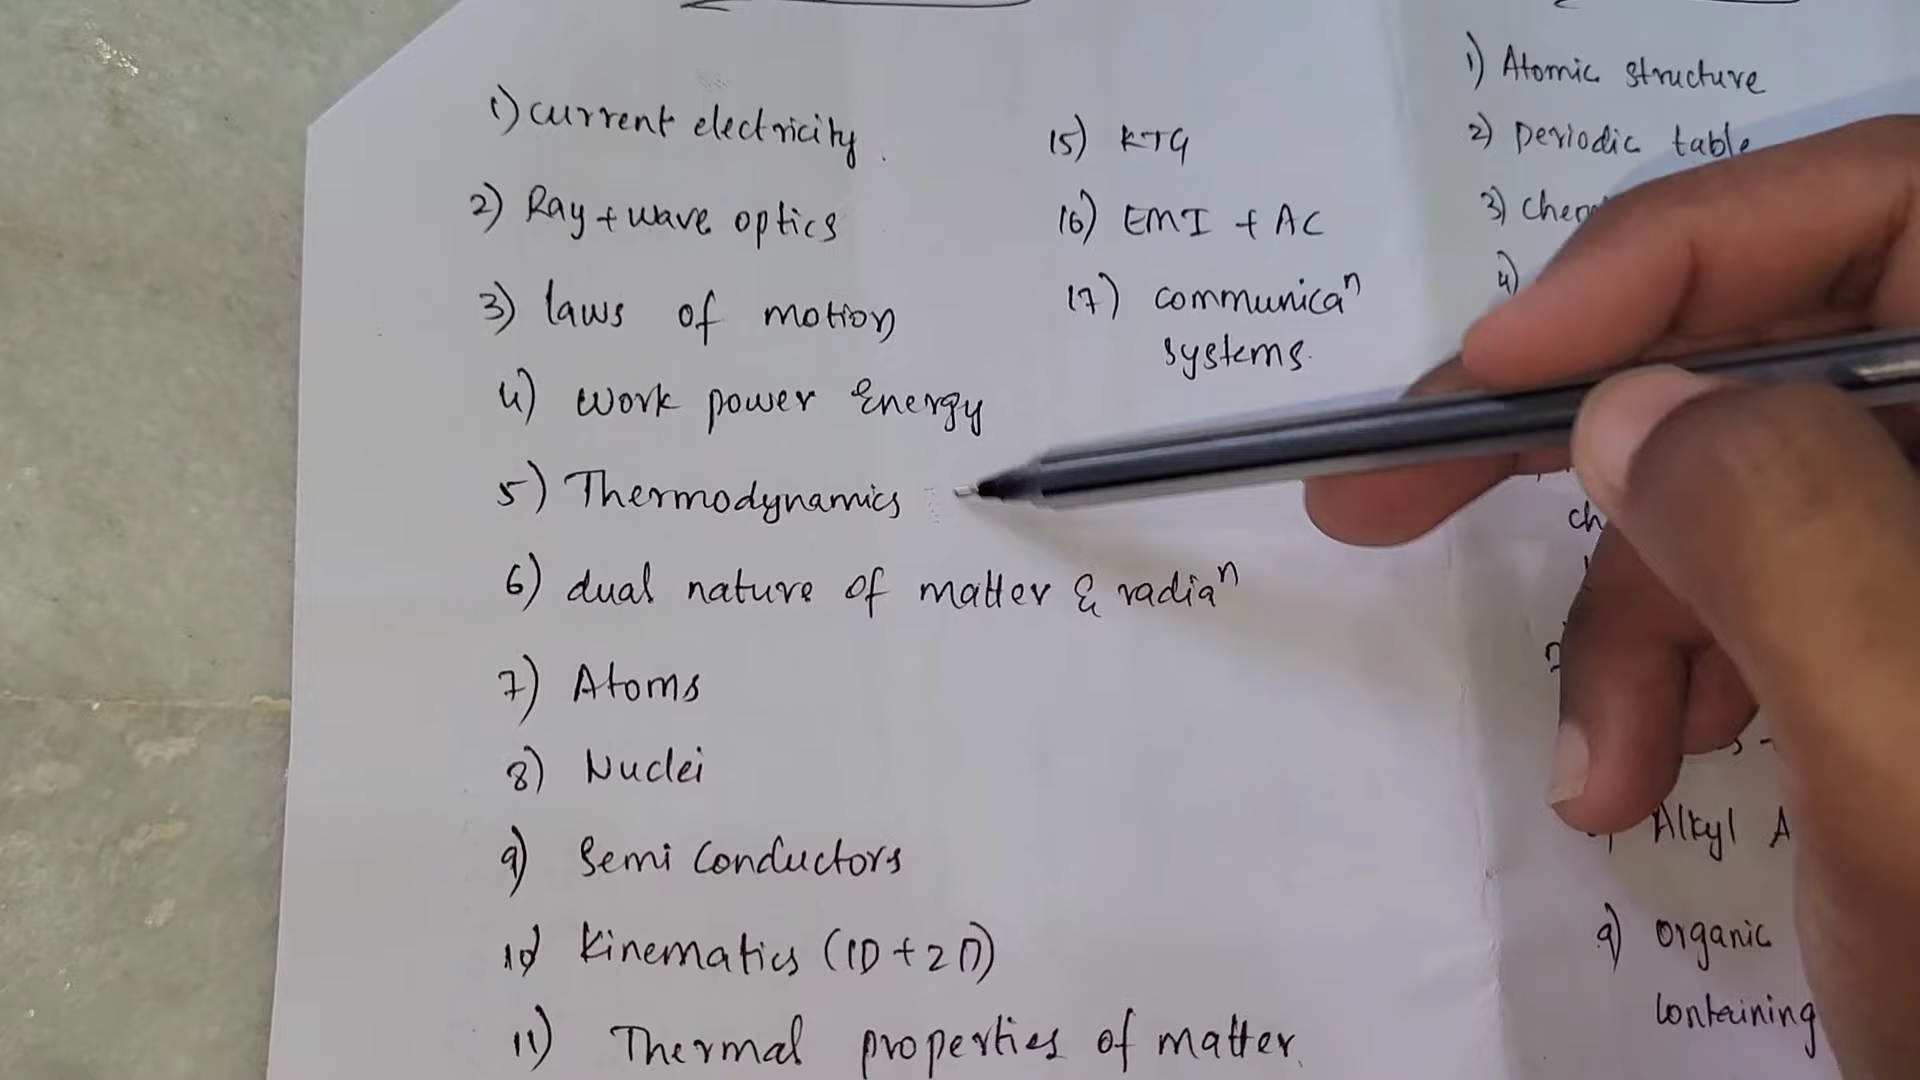 1) current electricity.
2) Ray + wave optics
3) laws of motion
4) work power Energy
5) Thermodynamics
6) dual nature of matter & radiaⁿ
7) Atoms
8) Nuclei
9) Semi Conductors
10) Kinematics (1D + 2D)
11) Thermal properties of matter.
15) KTG
16) EMI + AC
17) communicaⁿ
systems.
1) Atomic structure
2) periodic table
3)
4)
ch
Alkyl A
9) organic
containing